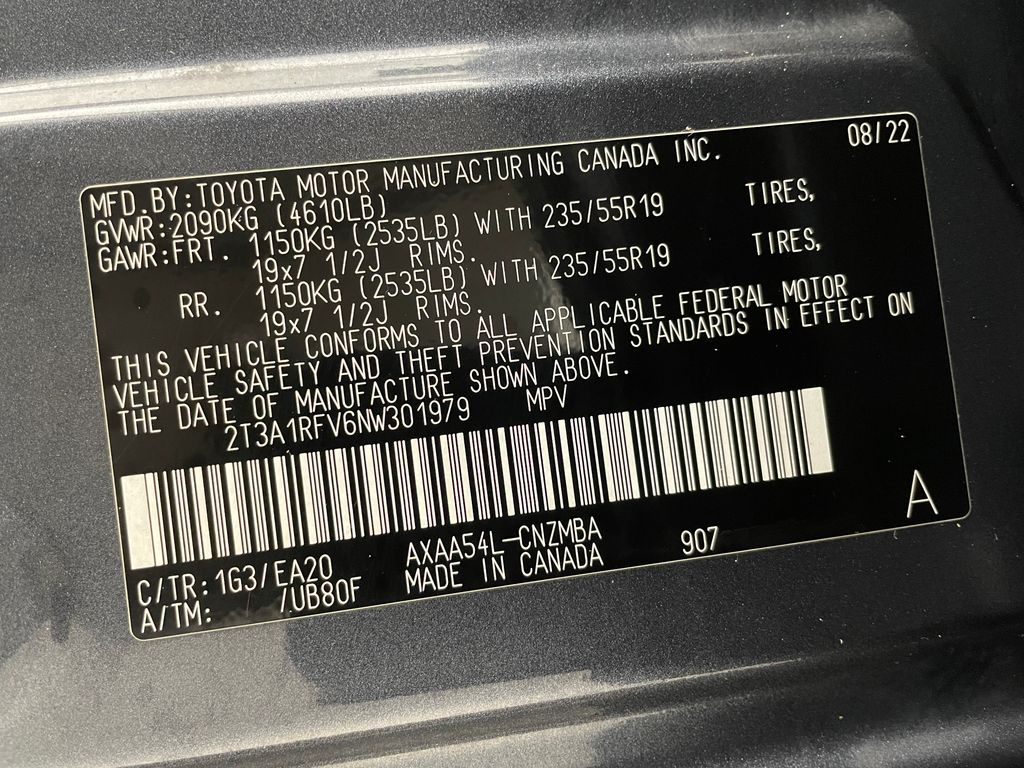 08/22
MFD.BY:TOYOTA MOTOR MANUFACTURING CANADA INC.
GVWR:2090KG (4610LB)
GAWR:FRT. 1150KG (2535LB) WITH 235/55R19 TIRES,
19x7 1/2J RIMS.
RR. 1150KG (2535LB) WITH 235/55R19 TIRES,
19x7 1/2J RIMS.
THIS VEHICLE CONFORMS TO ALL APPLICABLE FEDERAL MOTOR
VEHICLE SAFETY AND THEFT PREVENTION STANDARDS IN EFFECT ON
THE DATE OF MANUFACTURE SHOWN ABOVE.
2T3A1RFV6NW301979 MPV
A
C/TR: 1G3/EA20 AXAA54L-CNZMBA 907
A/TM: /UB80F MADE IN CANADA